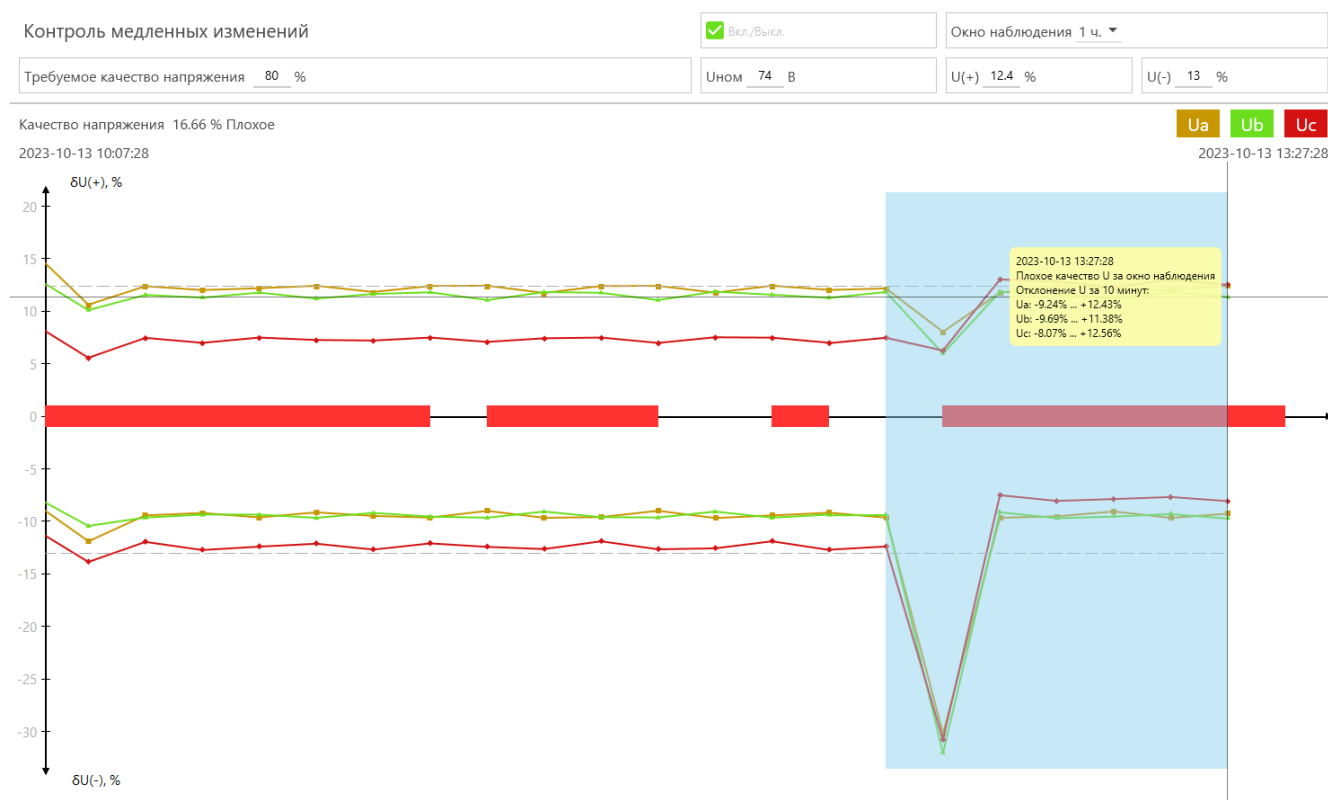 Контроль медленных изменений
Вкл./Выкл.
Окно наблюдения 1 ч.
Требуемое качество напряжения 80 %
Uном 74 В
U(+) 12.4 %
U(-) 13 %
Качество напряжения 16.66 % Плохое
Ua Ub Uc
2023-10-13 10:07:28
2023-10-13 13:27:28
δU(+), %
20
15
10
5
0
-5
-10
-15
-20
-25
-30
2023-10-13 13:27:28
Плохое качество U за окно наблюдения
Отклонение U за 10 минут:
Ua: -9.24% ... +12.43%
Ub: -9.69% ... +11.38%
Uc: -8.07% ... +12.56%
δU(-), %